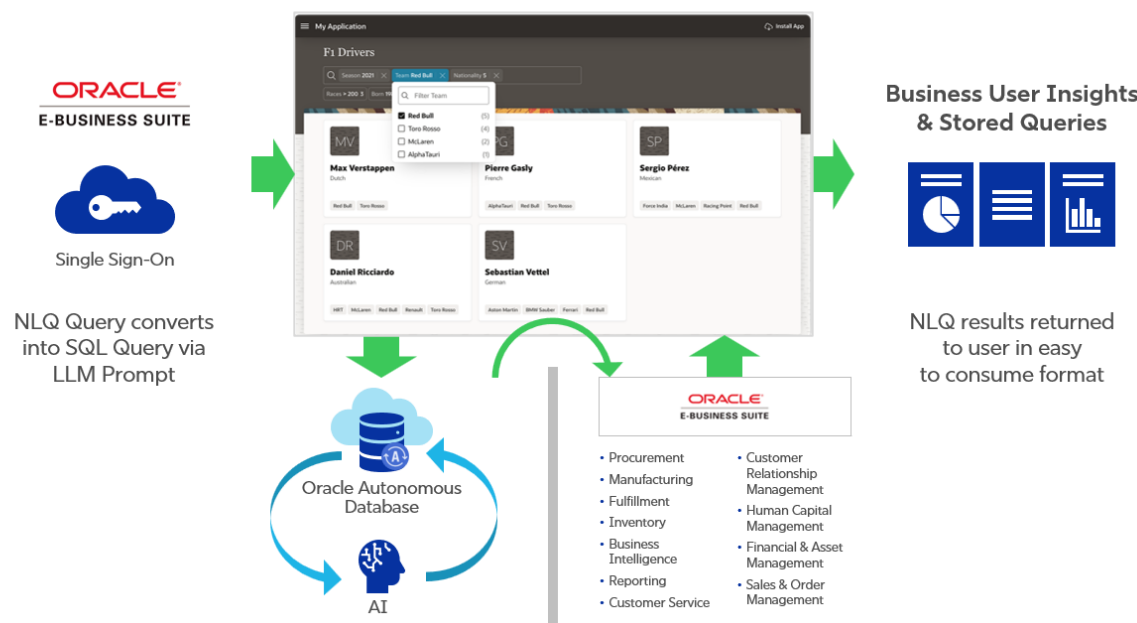 ORACLE
E-BUSINESS SUITE
Single Sign-On
NLQ Query converts
into SQL Query via
LLM Prompt
My Application
Install App
F1 Drivers
Season 2021
Team Red Bull
Nationality 5
Races > 200 3
Born
Filter Team
Red Bull (5)
Toro Rosso (4)
McLaren (2)
AlphaTauri (1)
MV
Max Verstappen
Dutch
Red Bull Toro Rosso
PG
Pierre Gasly
French
AlphaTauri Red Bull Toro Rosso
SP
Sergio Pérez
Mexican
Force India McLaren Racing Point Red Bull
DR
Daniel Ricciardo
Australian
HRT McLaren Red Bull Renault Toro Rosso
SV
Sebastian Vettel
German
Aston Martin BMW Sauber Ferrari Red Bull
Business User Insights
& Stored Queries
NLQ results returned
to user in easy
to consume format
A
Oracle Autonomous
Database
AI
ORACLE
E-BUSINESS SUITE
• Procurement
• Manufacturing
• Fulfillment
• Inventory
• Business
Intelligence
• Reporting
• Customer Service
• Customer
Relationship
Management
• Human Capital
Management
• Financial & Asset
Management
• Sales & Order
Management